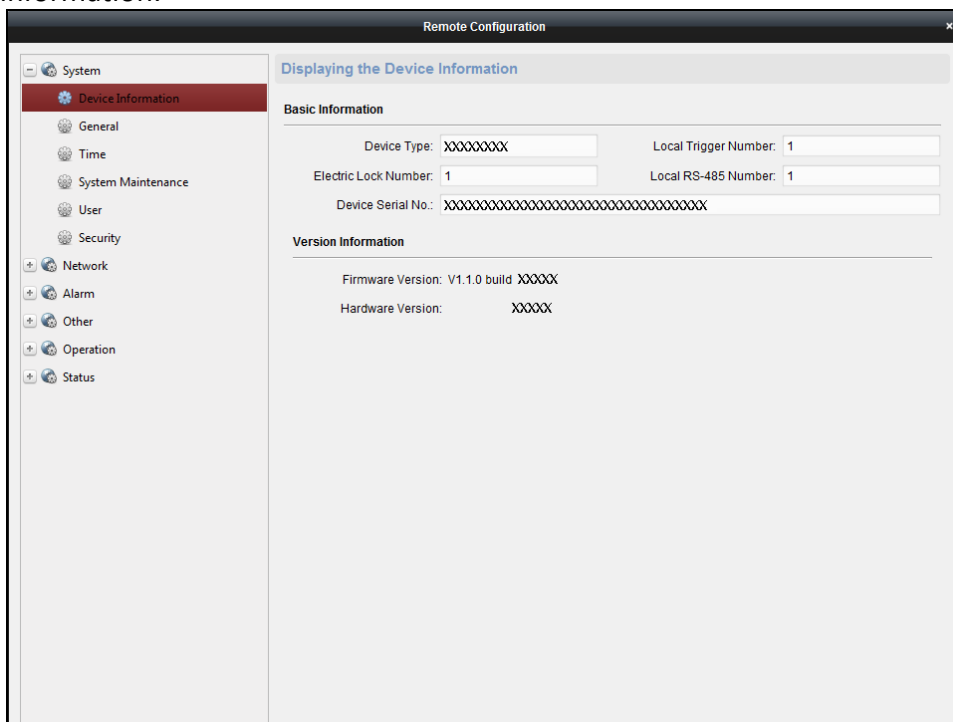 information.
Remote Configuration ×
System
Device Information
General
Time
System Maintenance
User
Security
Network
Alarm
Other
Operation
Status
Displaying the Device Information
Basic Information
Device Type: XXXXXXXX Local Trigger Number: 1
Electric Lock Number: 1 Local RS-485 Number: 1
Device Serial No.: XXXXXXXXXXXXXXXXXXXXXXXXXXXXXXXXX
Version Information
Firmware Version: V1.1.0 build XXXXX
Hardware Version: XXXXX